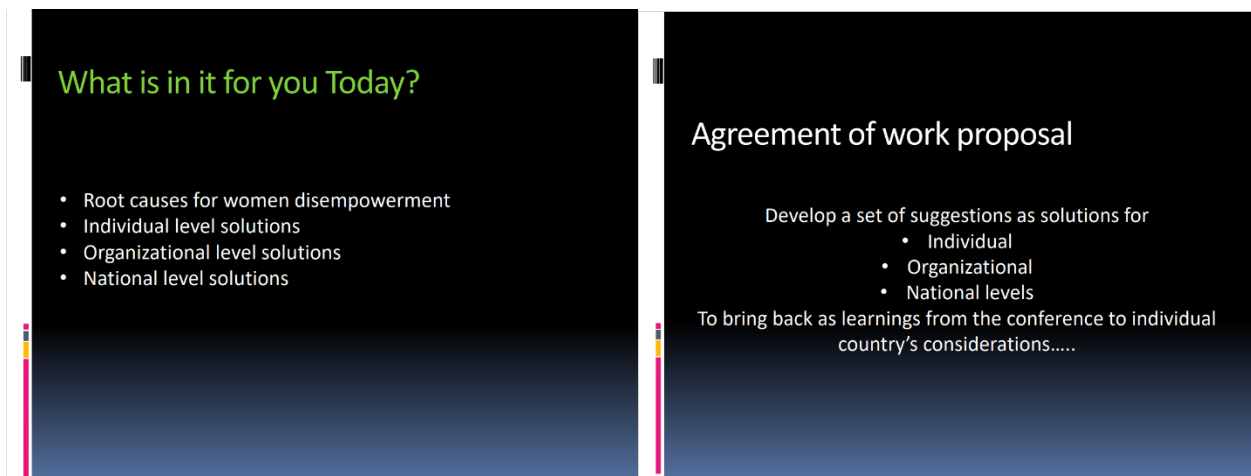 What is in it for you Today?
• Root causes for women disempowerment
• Individual level solutions
• Organizational level solutions
• National level solutions
Agreement of work proposal
Develop a set of suggestions as solutions for
• Individual
• Organizational
• National levels
To bring back as learnings from the conference to individual
country’s considerations…..